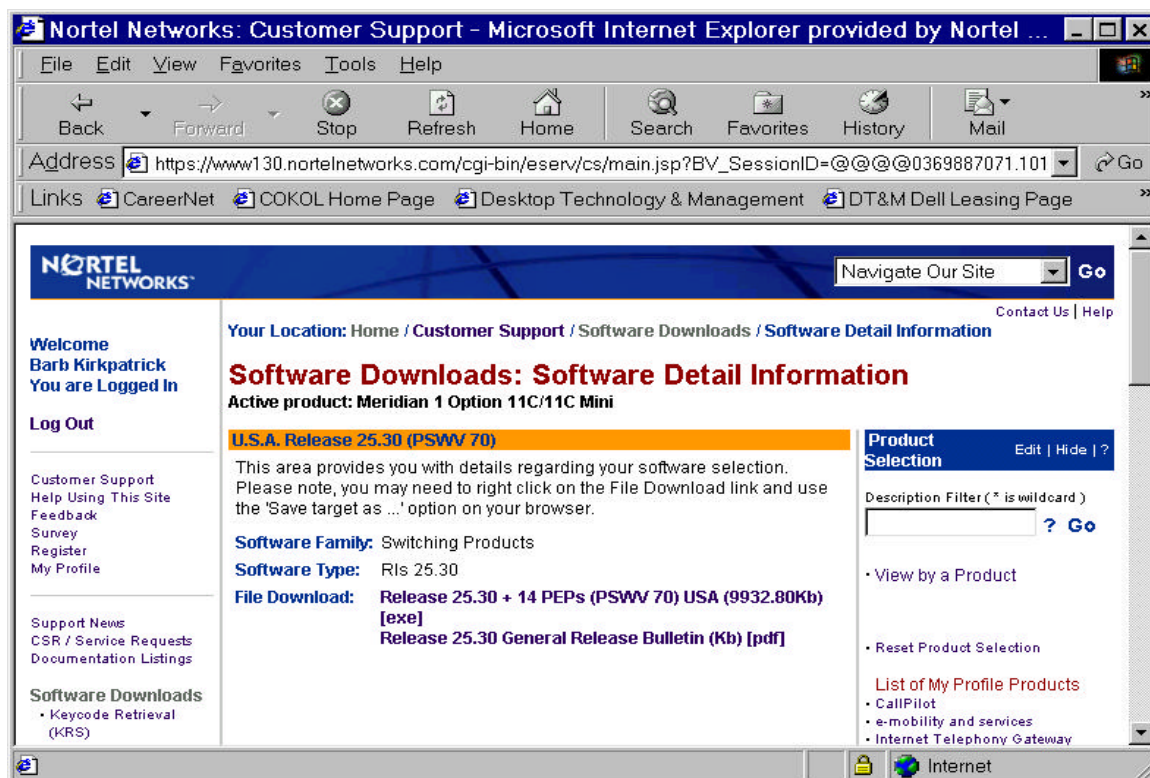 Nortel Networks: Customer Support - Microsoft Internet Explorer provided by Nortel ...
File Edit View Favorites Tools Help
Back Forward Stop Refresh Home Search Favorites History Mail
Address https://www130.nortelnetworks.com/cgi-bin/eserv/cs/main.jsp?BV_SessionID=@@@@0369887071.101 Go
Links CareerNet COKOL Home Page Desktop Technology & Management DT&M Dell Leasing Page
NORTEL
NETWORKS™
Navigate Our Site Go
Contact Us | Help
Your Location: Home / Customer Support / Software Downloads / Software Detail Information
Welcome
Barb Kirkpatrick
You are Logged In
Log Out
Customer Support
Help Using This Site
Feedback
Survey
Register
My Profile
Support News
CSR / Service Requests
Documentation Listings
Software Downloads
• Keycode Retrieval
(KRS)
Software Downloads: Software Detail Information
Active product: Meridian 1 Option 11C/11C Mini
U.S.A. Release 25.30 (PSWV 70)
This area provides you with details regarding your software selection.
Please note, you may need to right click on the File Download link and use
the 'Save target as ...' option on your browser.
Software Family: Switching Products
Software Type: Rls 25.30
File Download: Release 25.30 + 14 PEPs (PSWV 70) USA (9932.80Kb)
[exe]
Release 25.30 General Release Bulletin (Kb) [pdf]
Product
Selection
Edit | Hide | ?
Description Filter ( * is wildcard )
? Go
• View by a Product
• Reset Product Selection
List of My Profile Products
• CallPilot
• e-mobility and services
• Internet Telephony Gateway
Internet